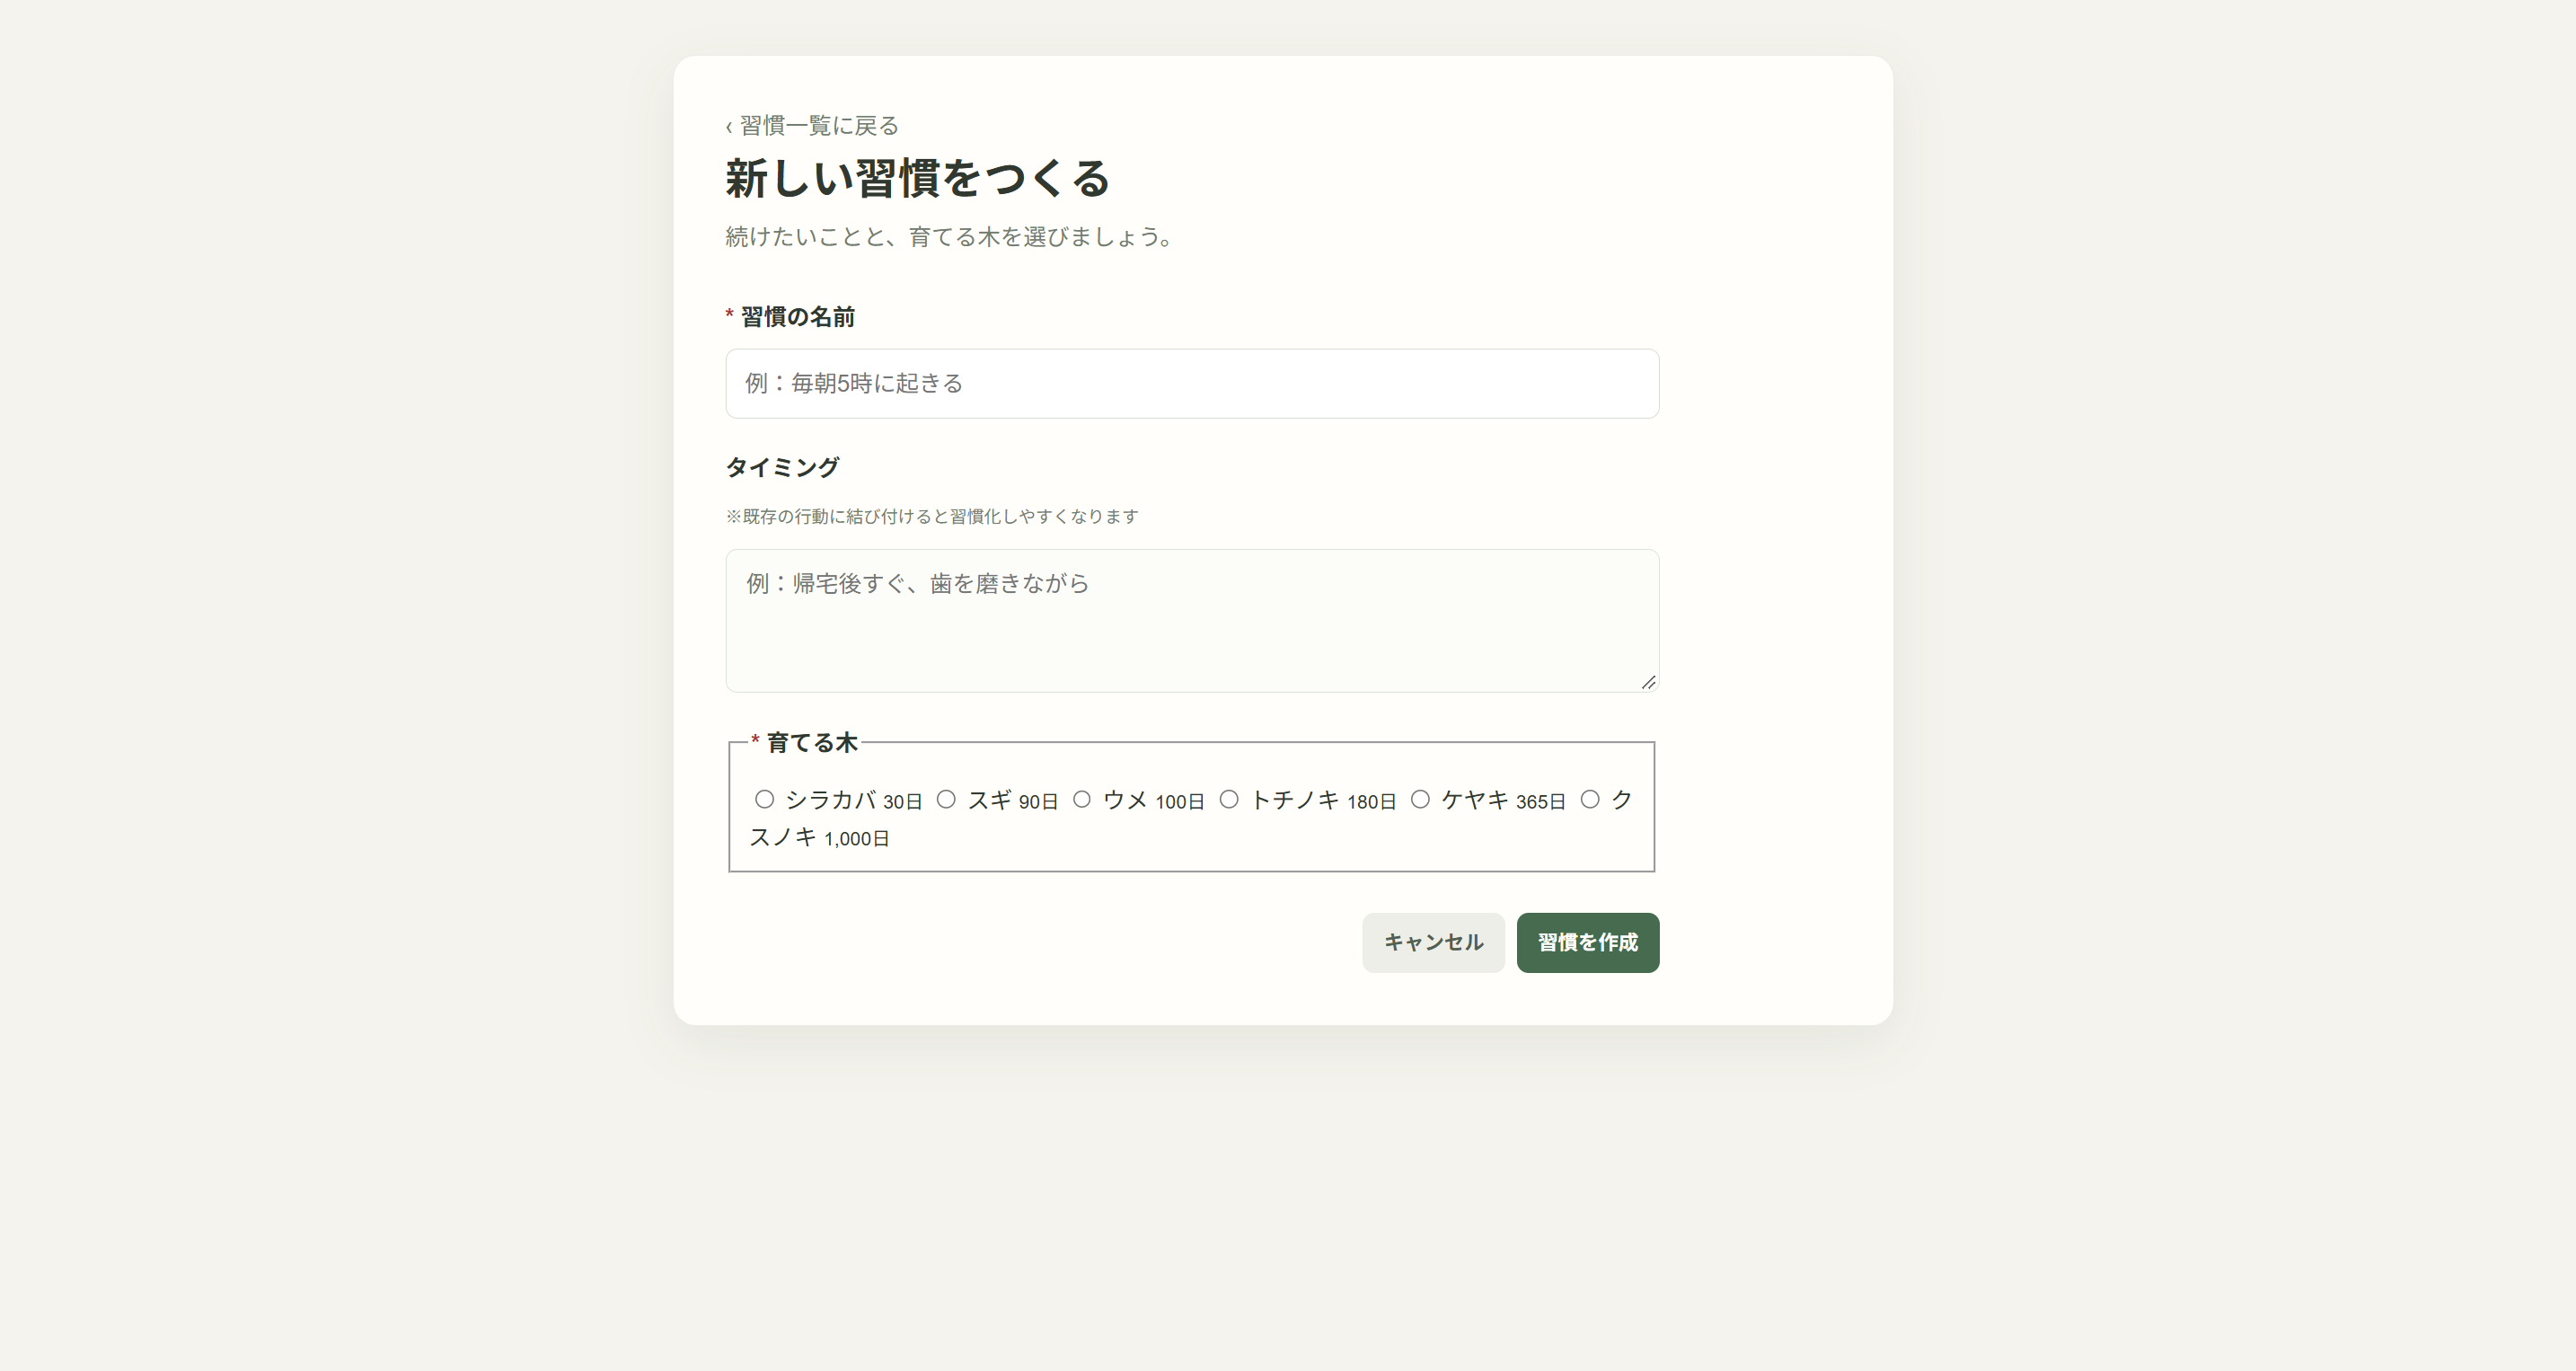 ‹ 習慣一覧に戻る
新しい習慣をつくる
続けたいことと、育てる木を選びましょう。
* 習慣の名前
例：毎朝5時に起きる
タイミング
※既存の行動に結び付けると習慣化しやすくなります
例：帰宅後すぐ、歯を磨きながら
* 育てる木
シラカバ 30日 スギ 90日 ウメ 100日 トチノキ 180日 ケヤキ 365日 ク
スノキ 1,000日
キャンセル 習慣を作成